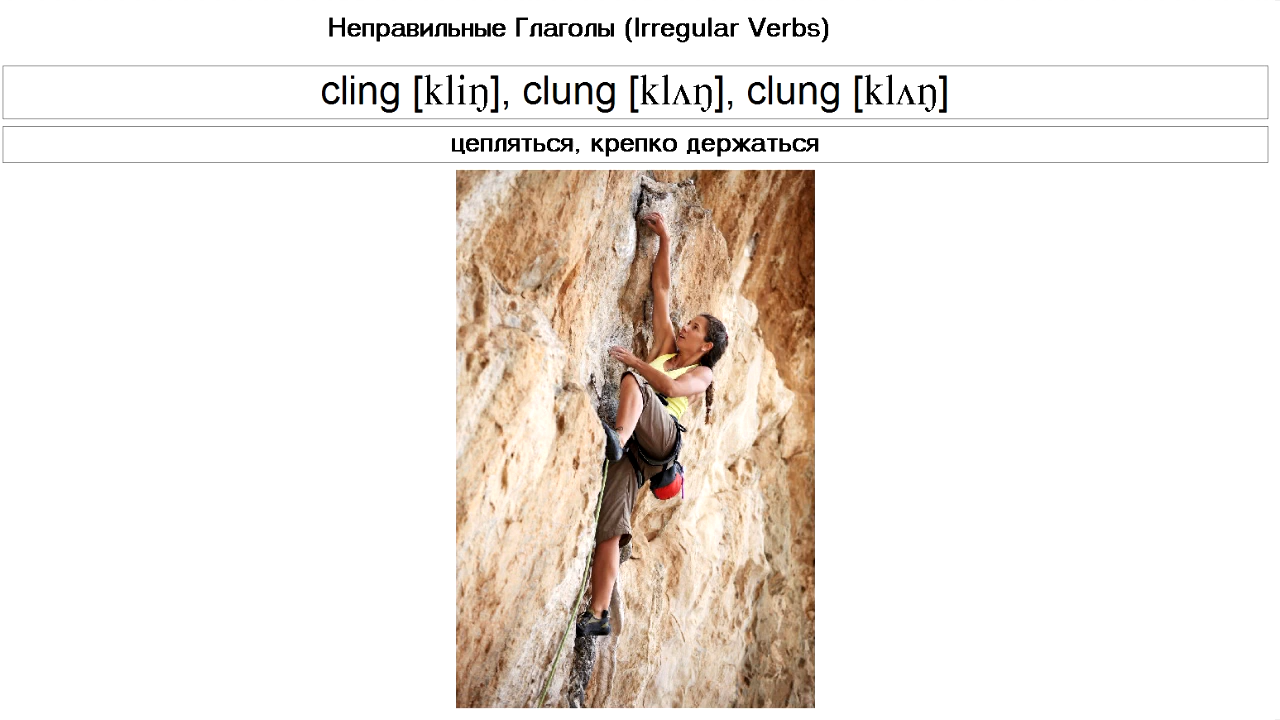 Неправильные Глаголы (Irregular Verbs)
cling [kliŋ], clung [klʌŋ], clung [klʌŋ]
цепляться, крепко держаться